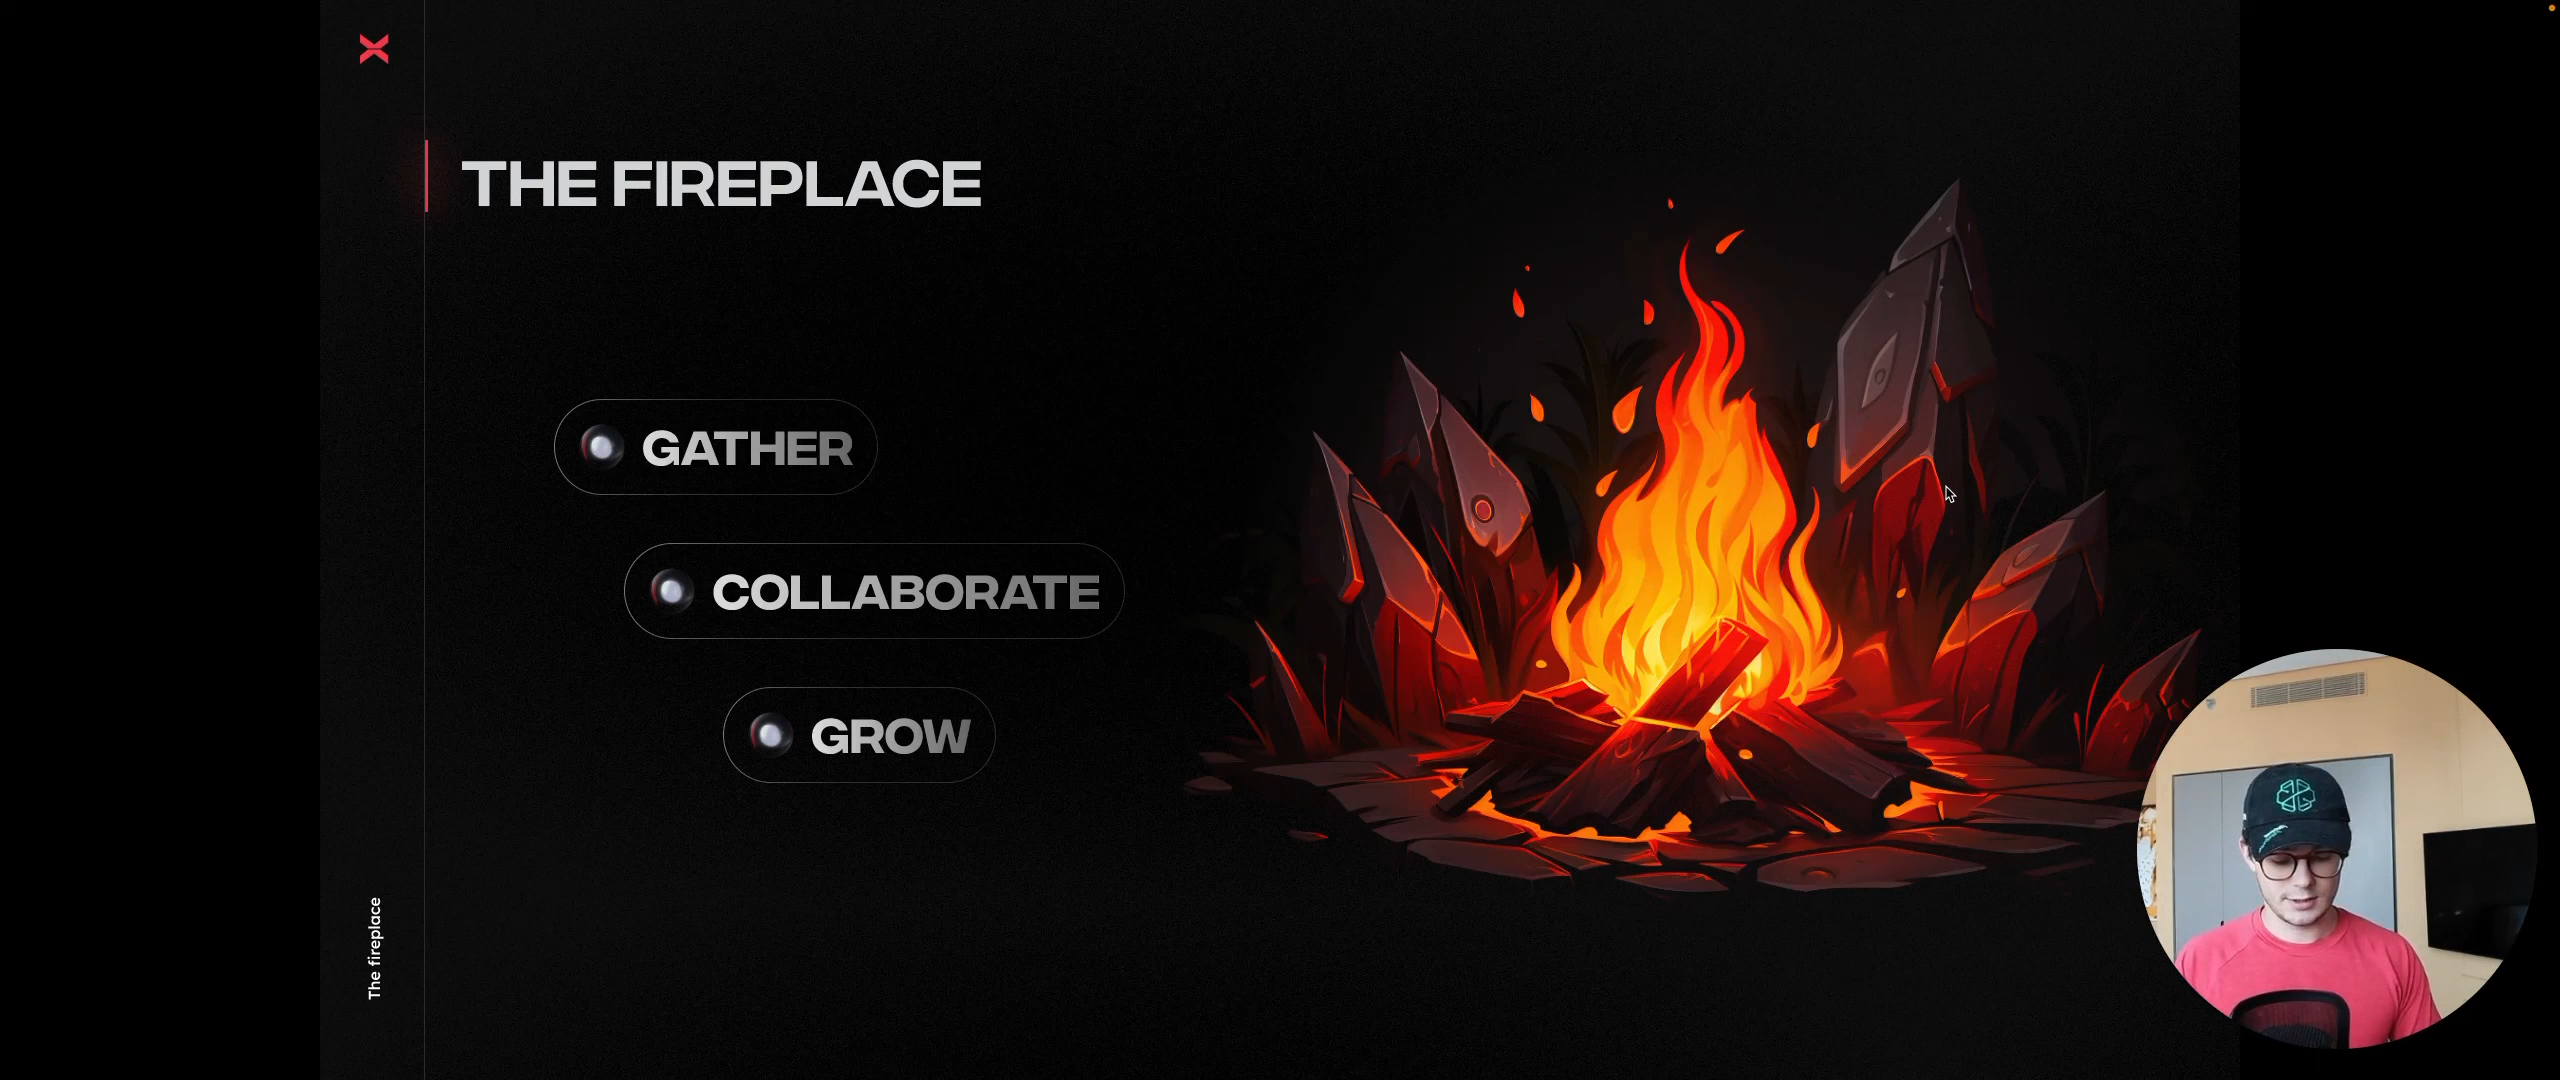 THE FIREPLACE
GATHER
COLLABORATE
GROW
The fireplace